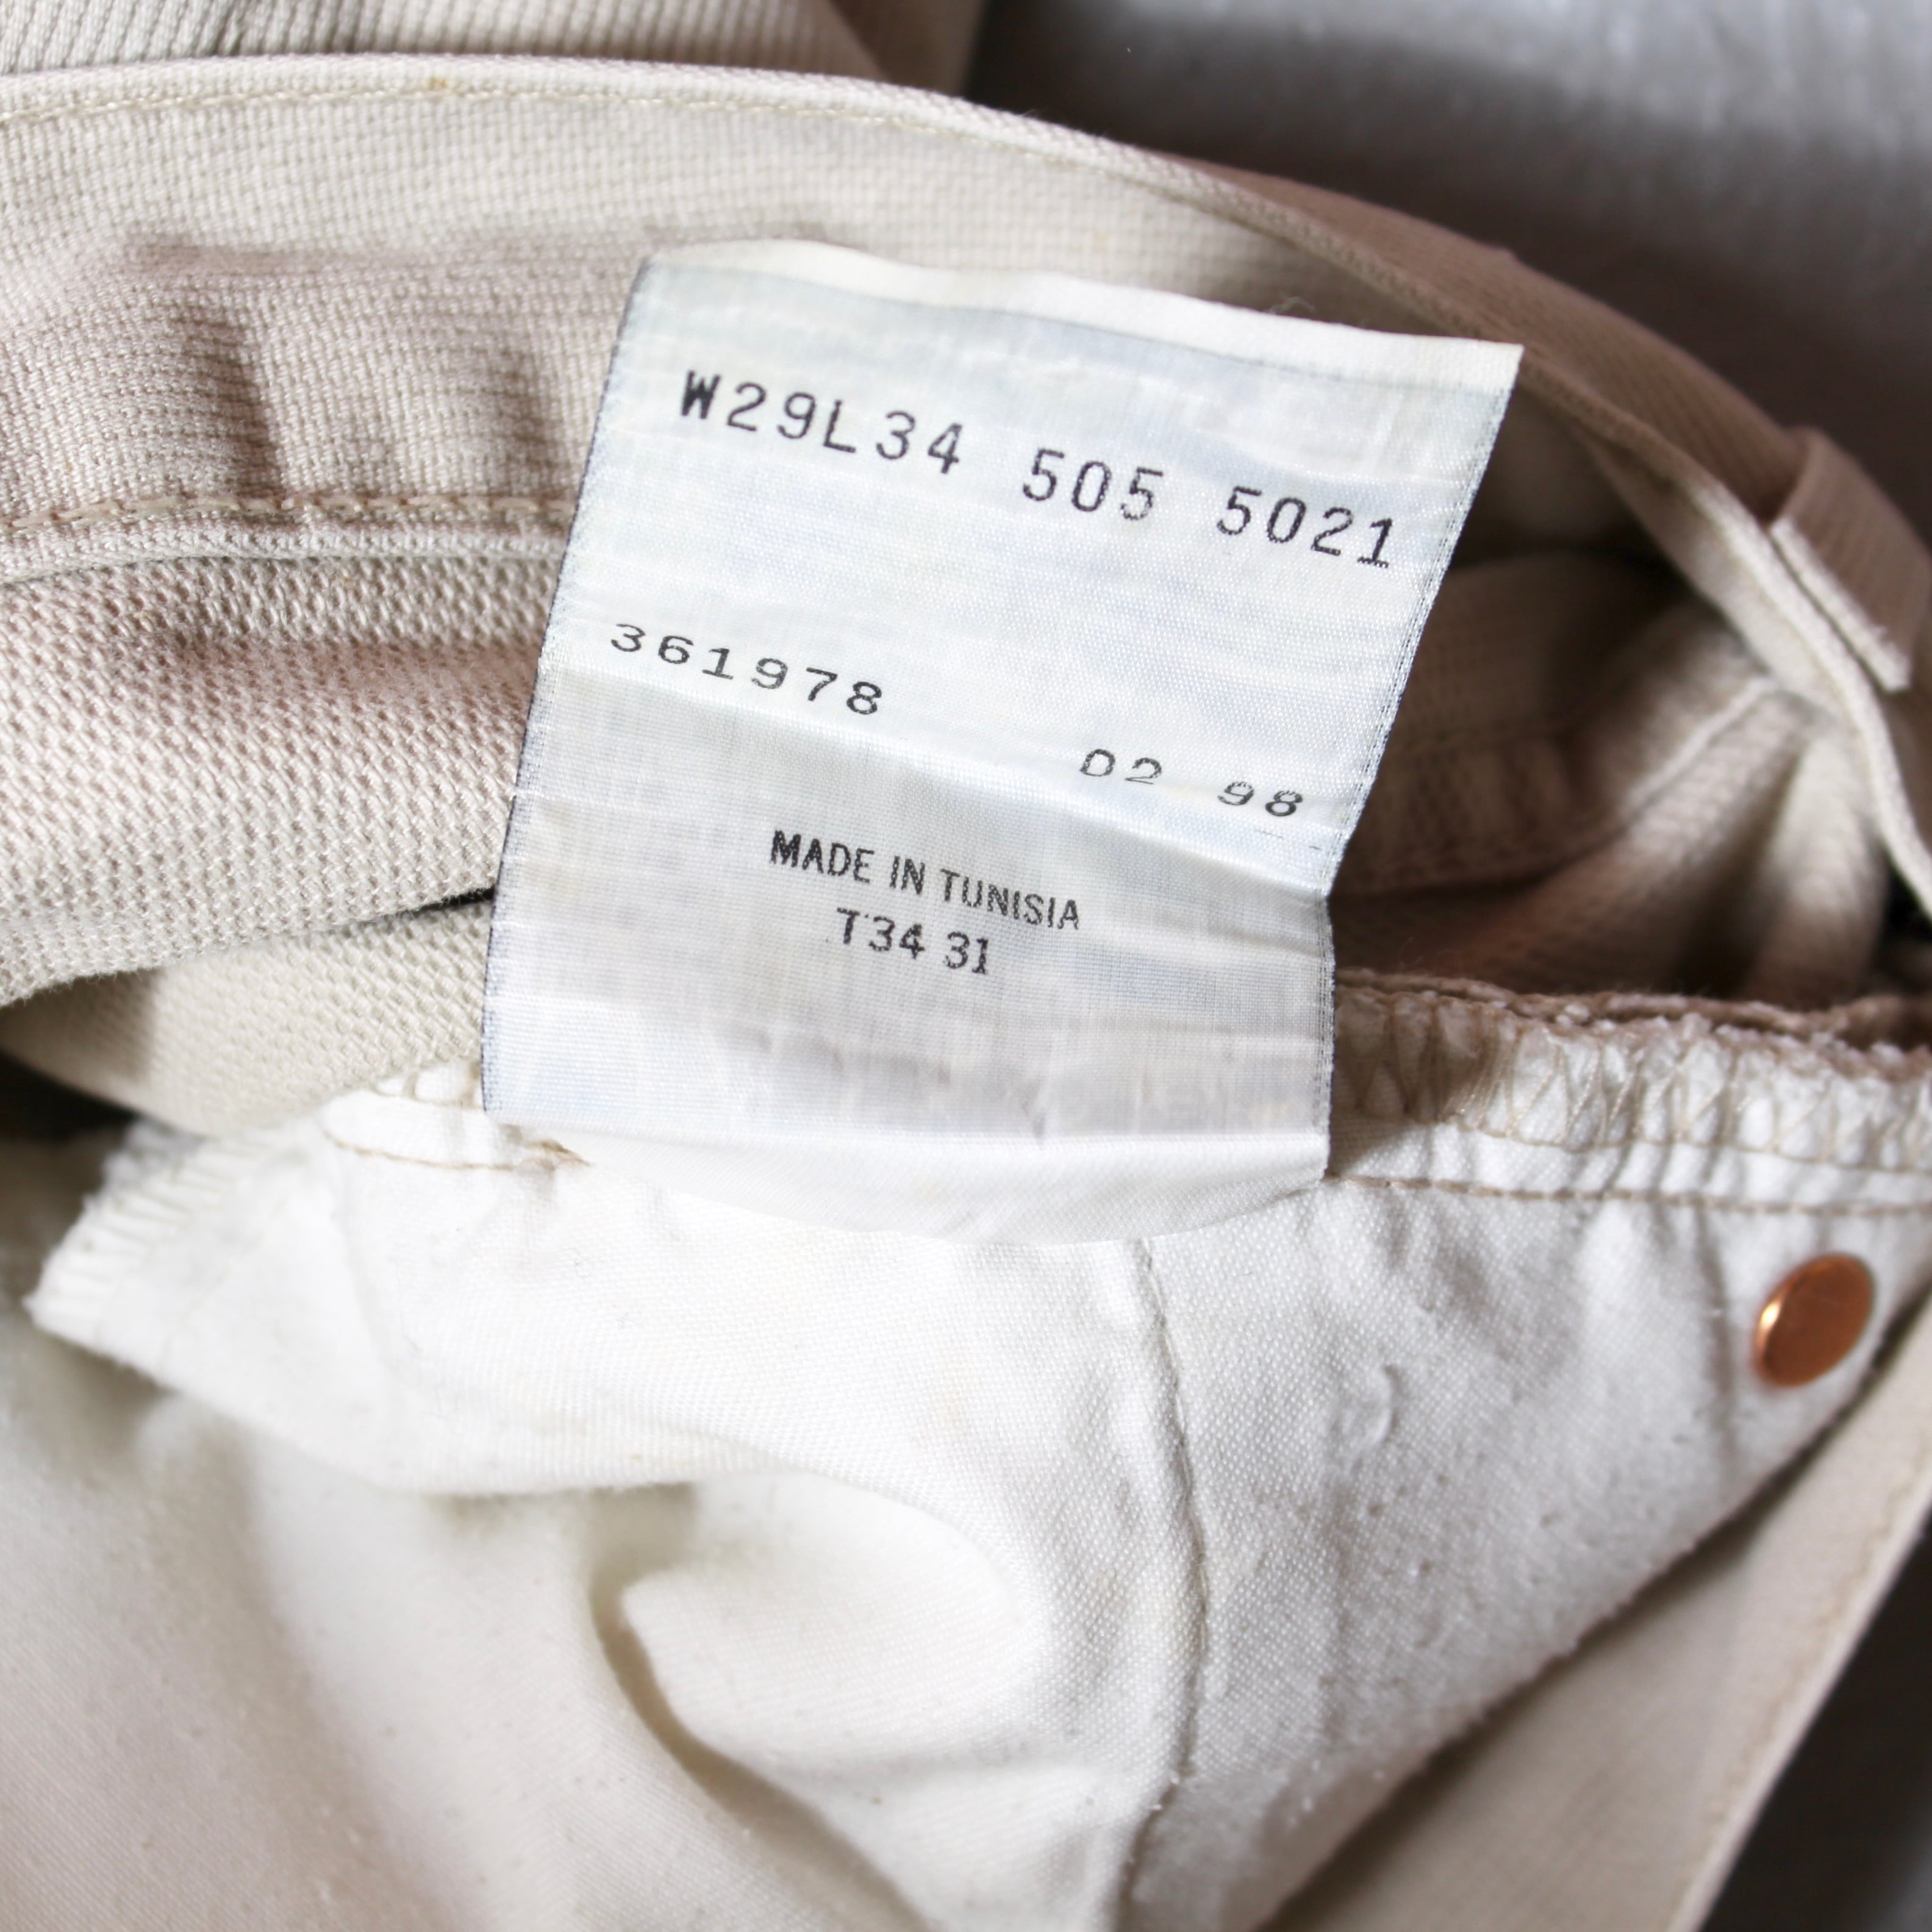 W29L34 505 5021
361978
02 98
MADE IN TUNISIA
T34 31